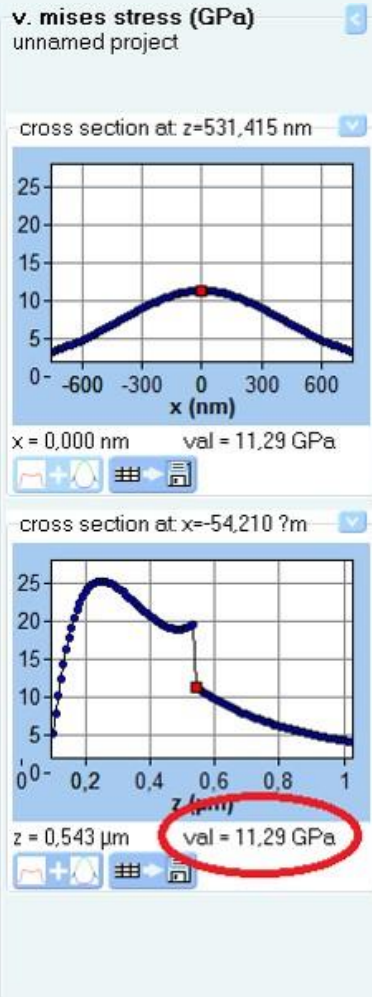 v. mises stress (GPa)
unnamed project
cross section at: z=531,415 nm
25
20
15
10
5
0
-600 -300 0 300 600
x (nm)
x = 0,000 nm val = 11,29 GPa
cross section at: x=-54,210 ?m
25
20
15
10
5
0
0 0,2 0,4 0,6 0,8 1
z (µm)
z = 0,543 µm val = 11,29 GPa